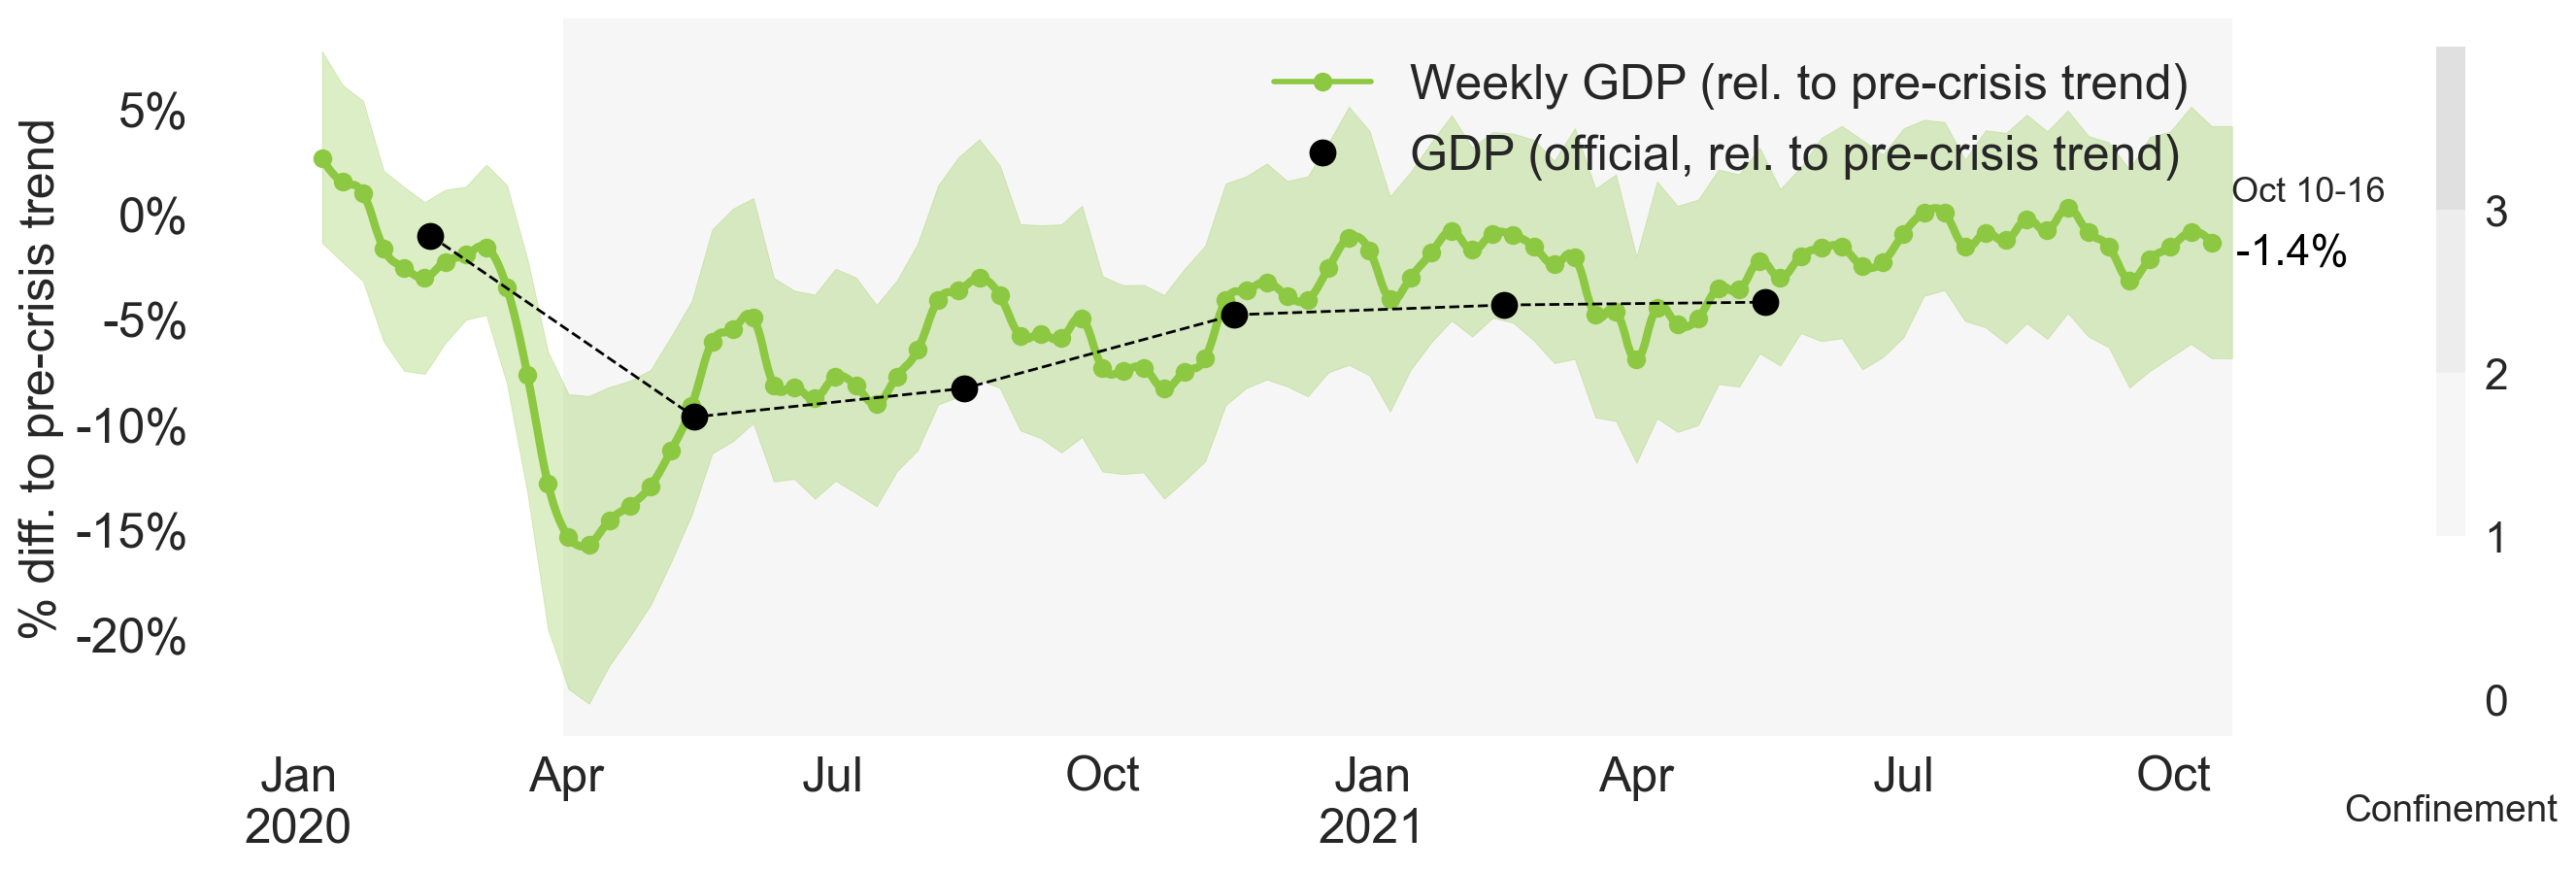 Weekly GDP (rel. to pre-crisis trend)
GDP (official, rel. to pre-crisis trend)
% diff. to pre-crisis trend
5%
0%
-5%
-10%
-15%
-20%
Oct 10-16
-1.4%
3
2
1
0
Confinement
Jan Apr Jul Oct Jan Apr Jul Oct
2020 2021